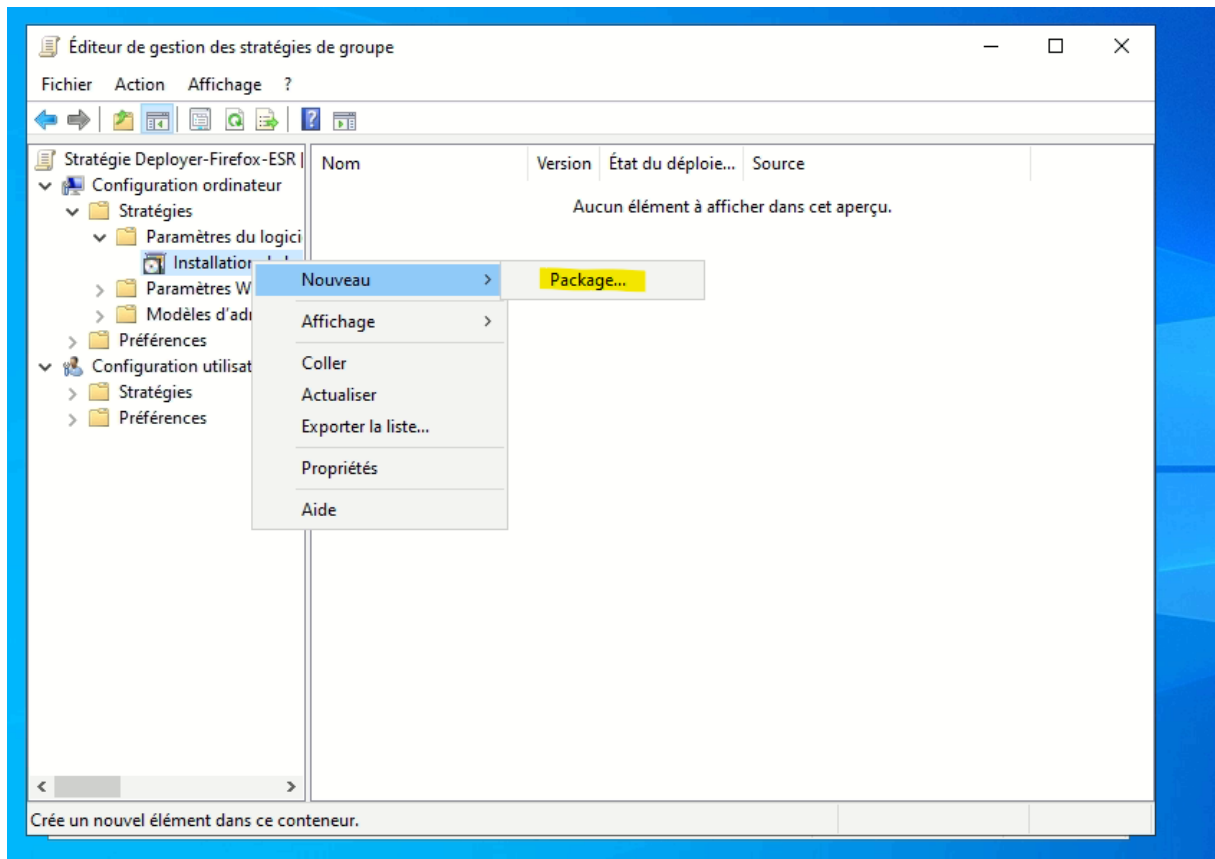 Éditeur de gestion des stratégies de groupe
Fichier Action Affichage ?
Stratégie Deployer-Firefox-ESR
Nom Version État du déploie... Source
Configuration ordinateur
Aucun élément à afficher dans cet aperçu.
Stratégies
Paramètres du logici
Installation
Nouveau
Package...
Paramètres W
Modèles d'ad
Affichage
Préférences
Configuration utilisat
Coller
Stratégies
Actualiser
Préférences
Exporter la liste...
Propriétés
Aide
Crée un nouvel élément dans ce conteneur.